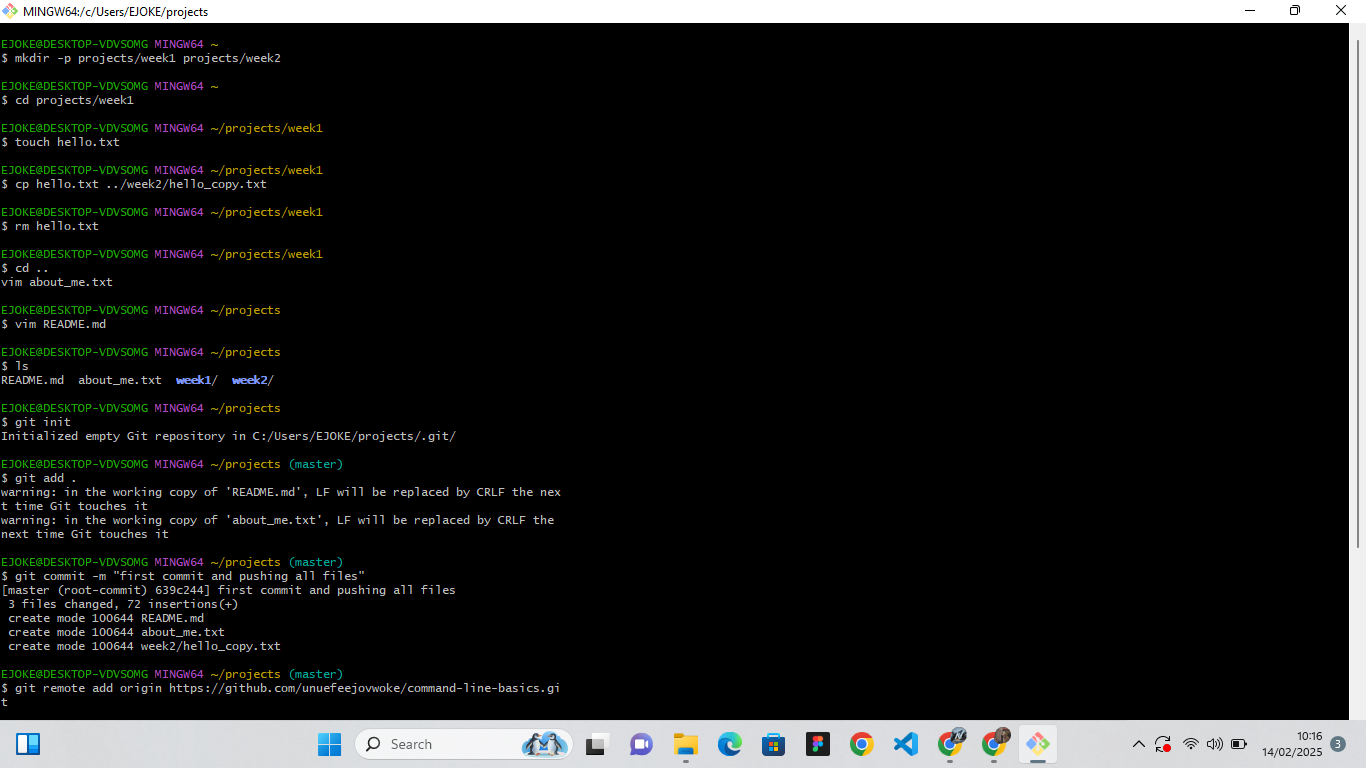 MINGW64:/c/Users/EJOKE/projects
EJOKE@DESKTOP-VDVSOMG MINGW64 ~
$ mkdir -p projects/week1 projects/week2
EJOKE@DESKTOP-VDVSOMG MINGW64 ~
$ cd projects/week1
EJOKE@DESKTOP-VDVSOMG MINGW64 ~/projects/week1
$ touch hello.txt
EJOKE@DESKTOP-VDVSOMG MINGW64 ~/projects/week1
$ cp hello.txt ../week2/hello_copy.txt
EJOKE@DESKTOP-VDVSOMG MINGW64 ~/projects/week1
$ rm hello.txt
EJOKE@DESKTOP-VDVSOMG MINGW64 ~/projects/week1
$ cd ..
vim about_me.txt
EJOKE@DESKTOP-VDVSOMG MINGW64 ~/projects
$ vim README.md
EJOKE@DESKTOP-VDVSOMG MINGW64 ~/projects
$ ls
README.md  about_me.txt  week1/  week2/
EJOKE@DESKTOP-VDVSOMG MINGW64 ~/projects
$ git init
Initialized empty Git repository in C:/Users/EJOKE/projects/.git/
EJOKE@DESKTOP-VDVSOMG MINGW64 ~/projects (master)
$ git add .
warning: in the working copy of 'README.md', LF will be replaced by CRLF the nex
t time Git touches it
warning: in the working copy of 'about_me.txt', LF will be replaced by CRLF the
next time Git touches it
EJOKE@DESKTOP-VDVSOMG MINGW64 ~/projects (master)
$ git commit -m "first commit and pushing all files"
[master (root-commit) 639c244] first commit and pushing all files
 3 files changed, 72 insertions(+)
 create mode 100644 README.md
 create mode 100644 about_me.txt
 create mode 100644 week2/hello_copy.txt
EJOKE@DESKTOP-VDVSOMG MINGW64 ~/projects (master)
$ git remote add origin https://github.com/unuefeejovwoke/command-line-basics.gi
t
Search
10:16
14/02/2025
3